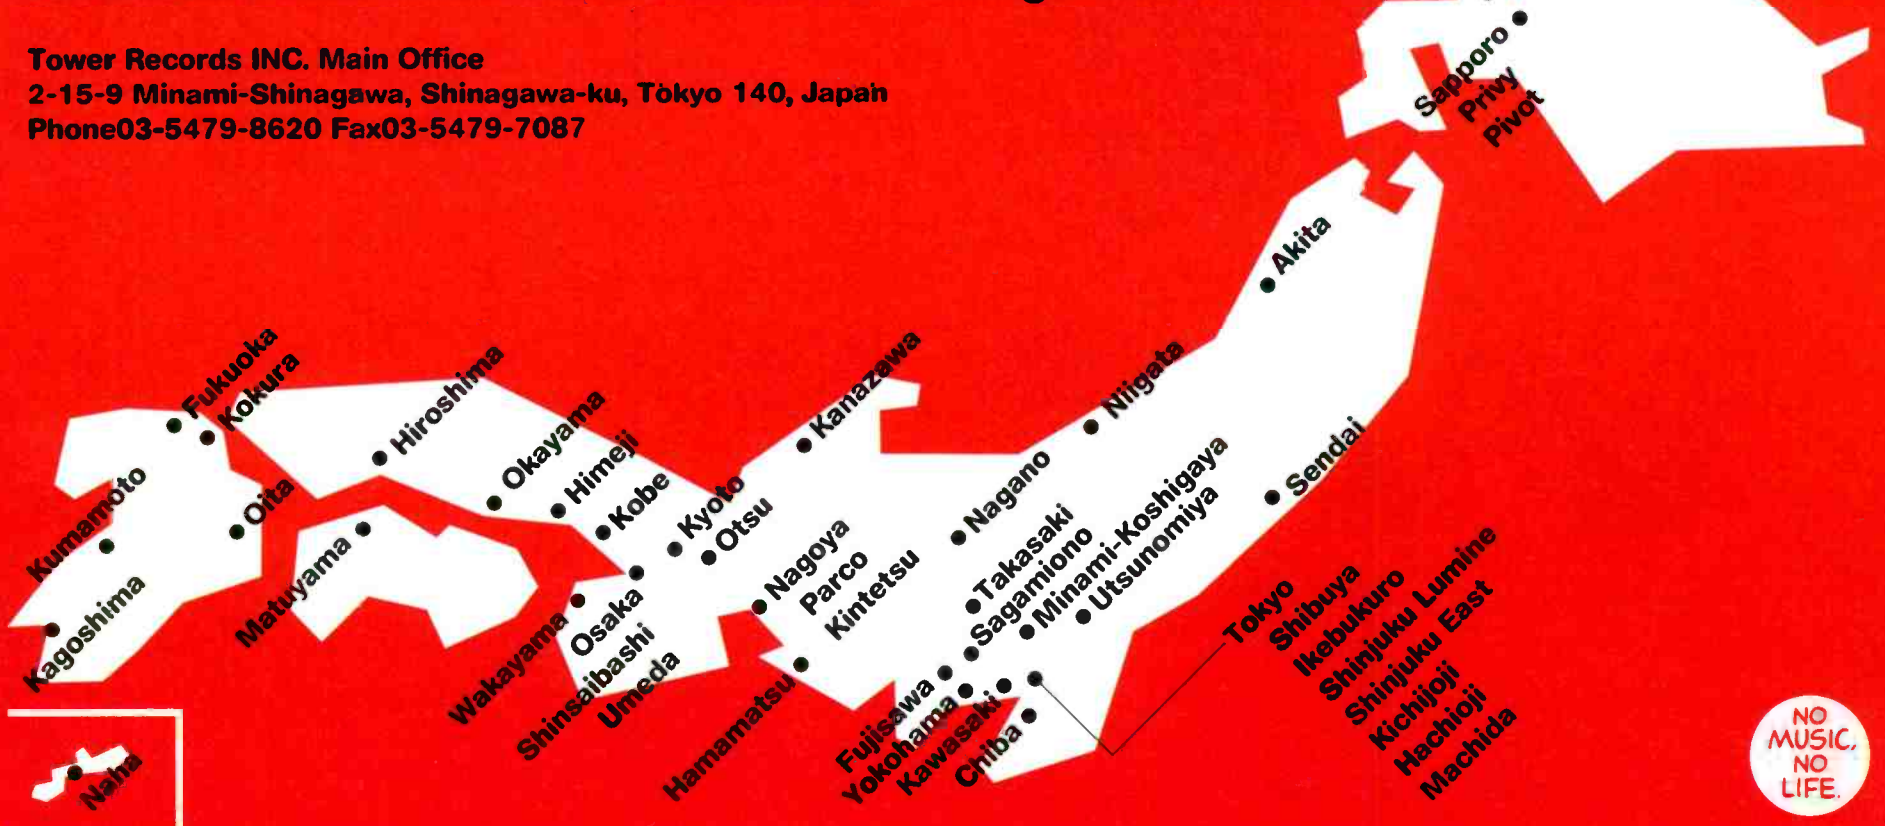 Tower Records INC. Main Office
2-15-9 Minami-Shinagawa, Shinagawa-ku, Tokyo 140, Japan
Phone03-5479-8620 Fax03-5479-7087
Sapporo
Privy
Pivot
Akita
Niigata
Sendai
Kanazawa
Nagano
Takasaki
Sagamiono
Minami-Koshigaya
Utsunomiya
Fukuoka
Kokura
Hiroshima
Okayama
Himeji
Kobe
Kyoto
Otsu
Nagoya
Parco
Kintetsu
Kumamoto
Oita
Kagoshima
Matuyama
Wakayama
Osaka
Shinsaibashi
Umeda
Hamamatsu
Fujisawa
Yokohama
Kawasaki
Chiba
Tokyo
Shibuya
Ikebukuro
Shinjuku Lumine
Shinjuku East
Kichijoji
Hachioji
Machida
Naha
NO
MUSIC,
NO
LIFE.